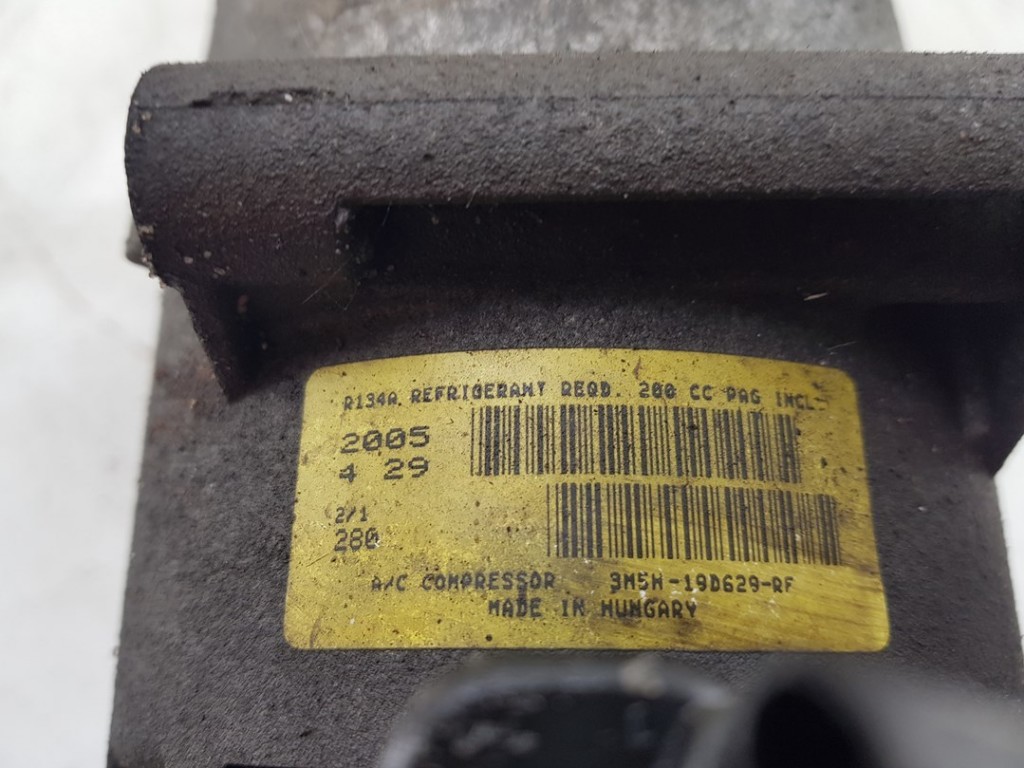 R134A REFRIGERANT REQD. 200 CC PAG INCL.
2005
4 29
2/1
280
A/C COMPRESSOR 3M5H-19D629-RF
MADE IN HUNGARY